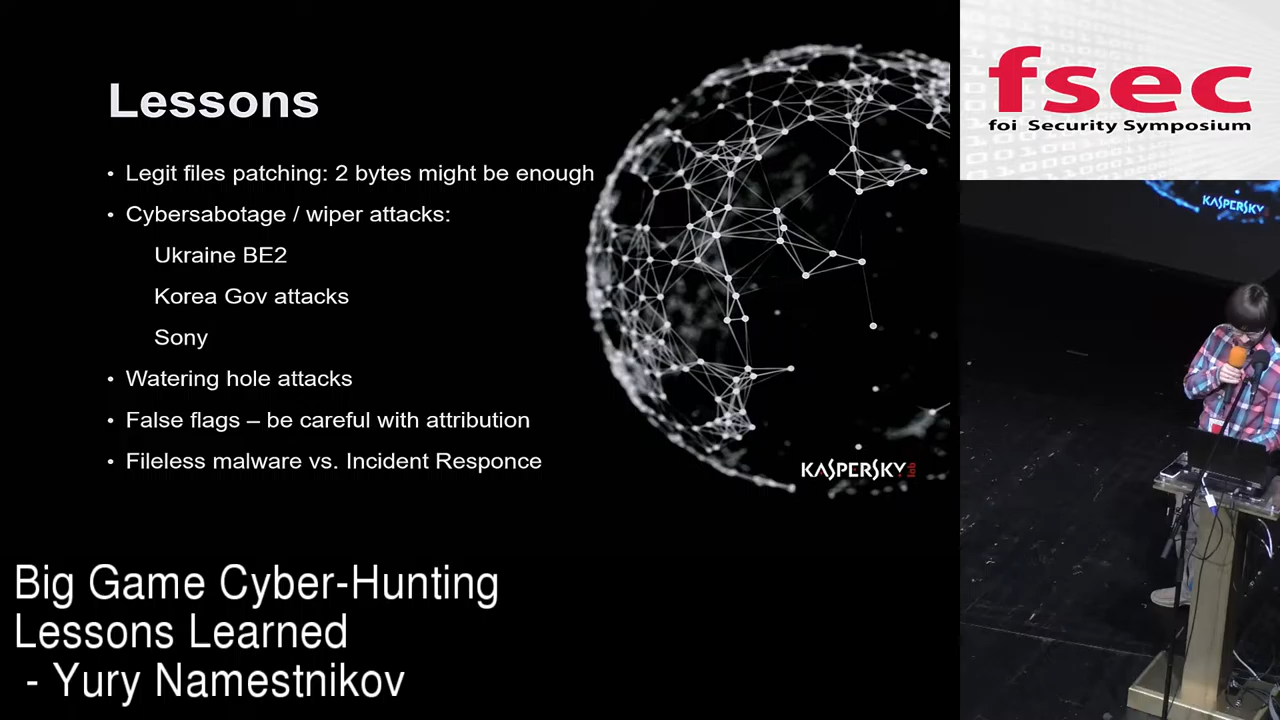 Lessons
• Legit files patching: 2 bytes might be enough
• Cybersabotage / wiper attacks:
Ukraine BE2
Korea Gov attacks
Sony
• Watering hole attacks
• False flags – be careful with attribution
• Fileless malware vs. Incident Responce
KASPERSKY lab
fsec
foi Security Symposium
KASPERSKY
Big Game Cyber-Hunting
Lessons Learned
- Yury Namestnikov